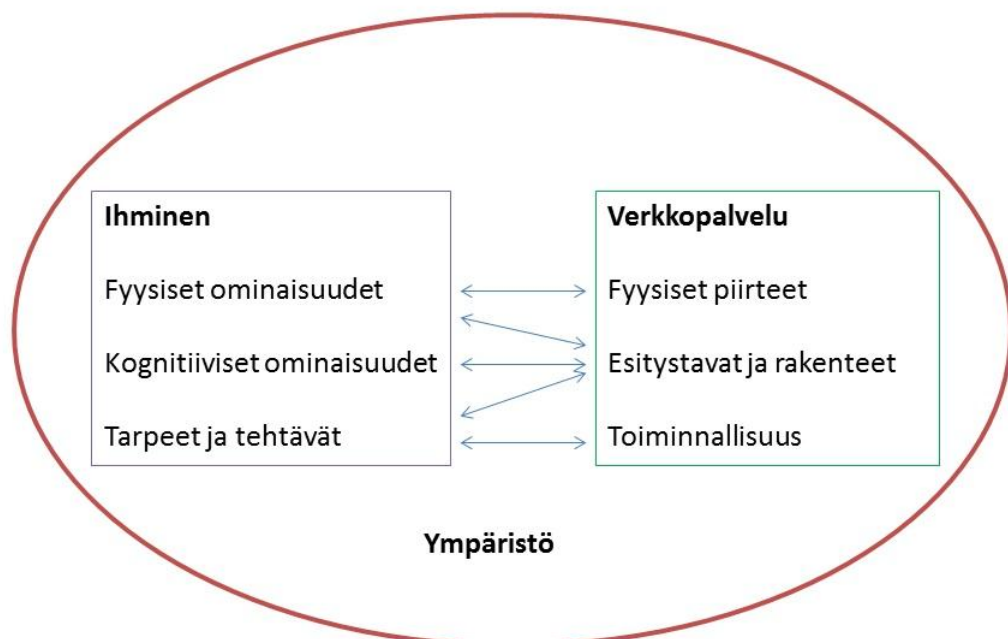 Ihminen
Fyysiset ominaisuudet
Kognitiiviset ominaisuudet
Tarpeet ja tehtävät
Verkkopalvelu
Fyysiset piirteet
Esitystavat ja rakenteet
Toiminnallisuus
Ympäristö